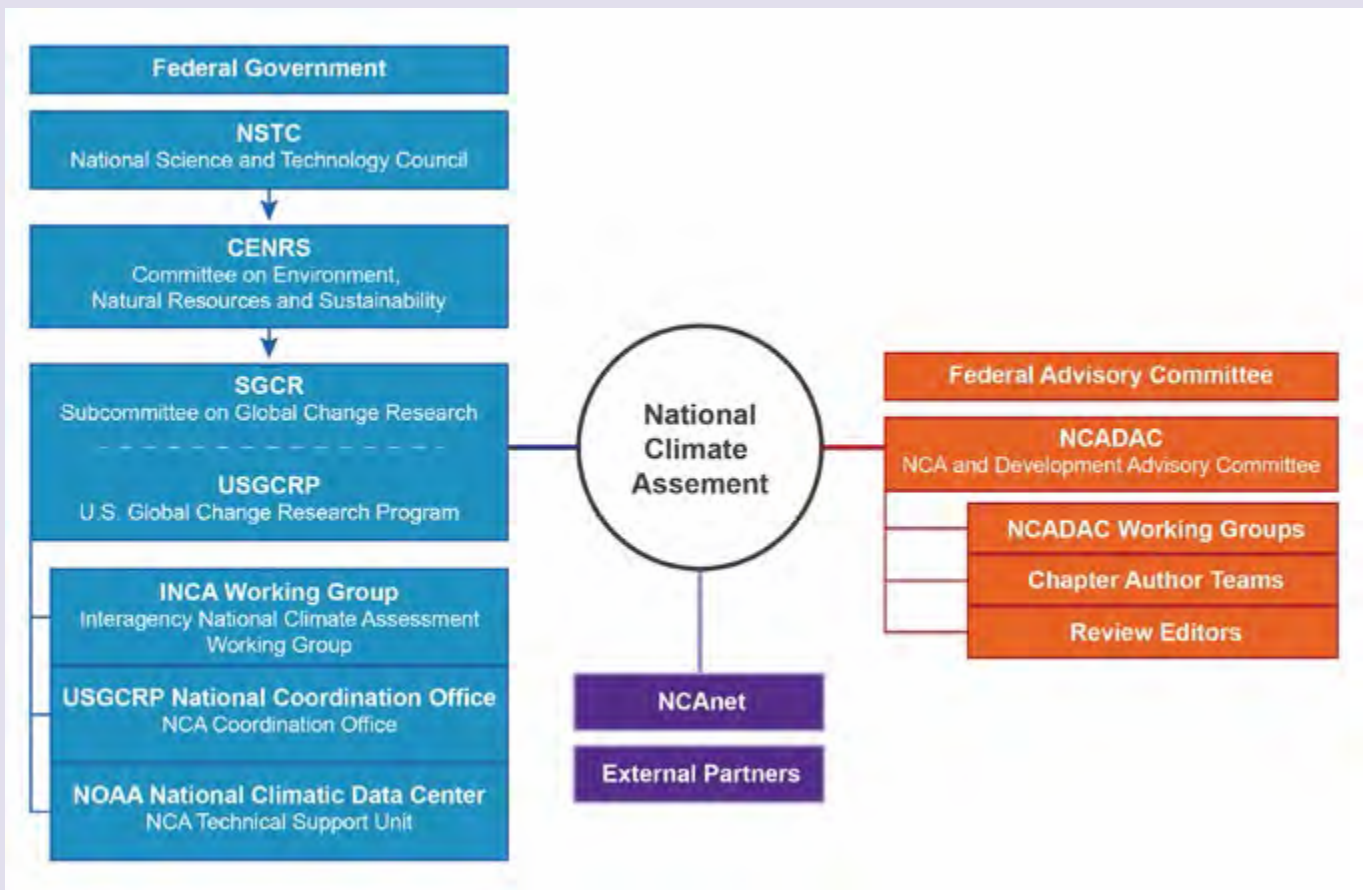 Federal Government
NSTC
National Science and Technology Council
CENRS
Committee on Environment,
Natural Resources and Sustainability
SGCR
Subcommittee on Global Change Research
USGCRP
U.S. Global Change Research Program
INCA Working Group
Interagency National Climate Assessment
Working Group
USGCRP National Coordination Office
NCA Coordination Office
NOAA National Climatic Data Center
NCA Technical Support Unit
National
Climate
Assement
NCAnet
External Partners
Federal Advisory Committee
NCADAC
NCA and Development Advisory Committee
NCADAC Working Groups
Chapter Author Teams
Review Editors